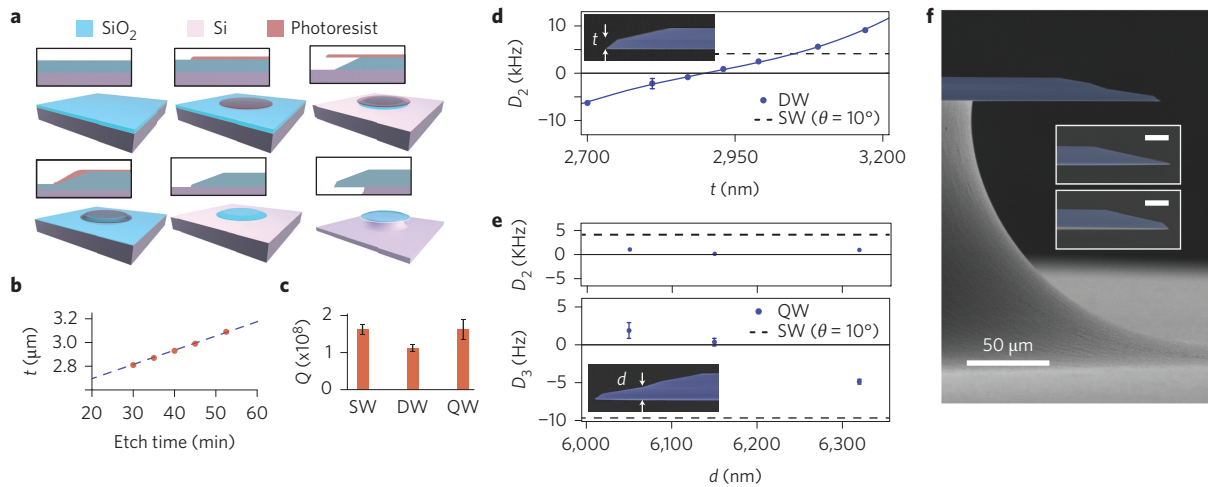 a
SiO2 Si Photoresist
b
t (μm)
3.2
2.8
20 30 40 50 60
Etch time (min)
c
Q (x10⁸)
2
1
0
SW DW QW
d
D2 (kHz)
10
0
−10
t
DW
SW (θ = 10°)
2,700 2,950 3,200
t (nm)
e
D2 (KHz)
5
0
−5
D3 (Hz)
5
0
−5
−10
QW
SW (θ = 10°)
d
6,000 6,100 6,200 6,300
d (nm)
f
50 μm